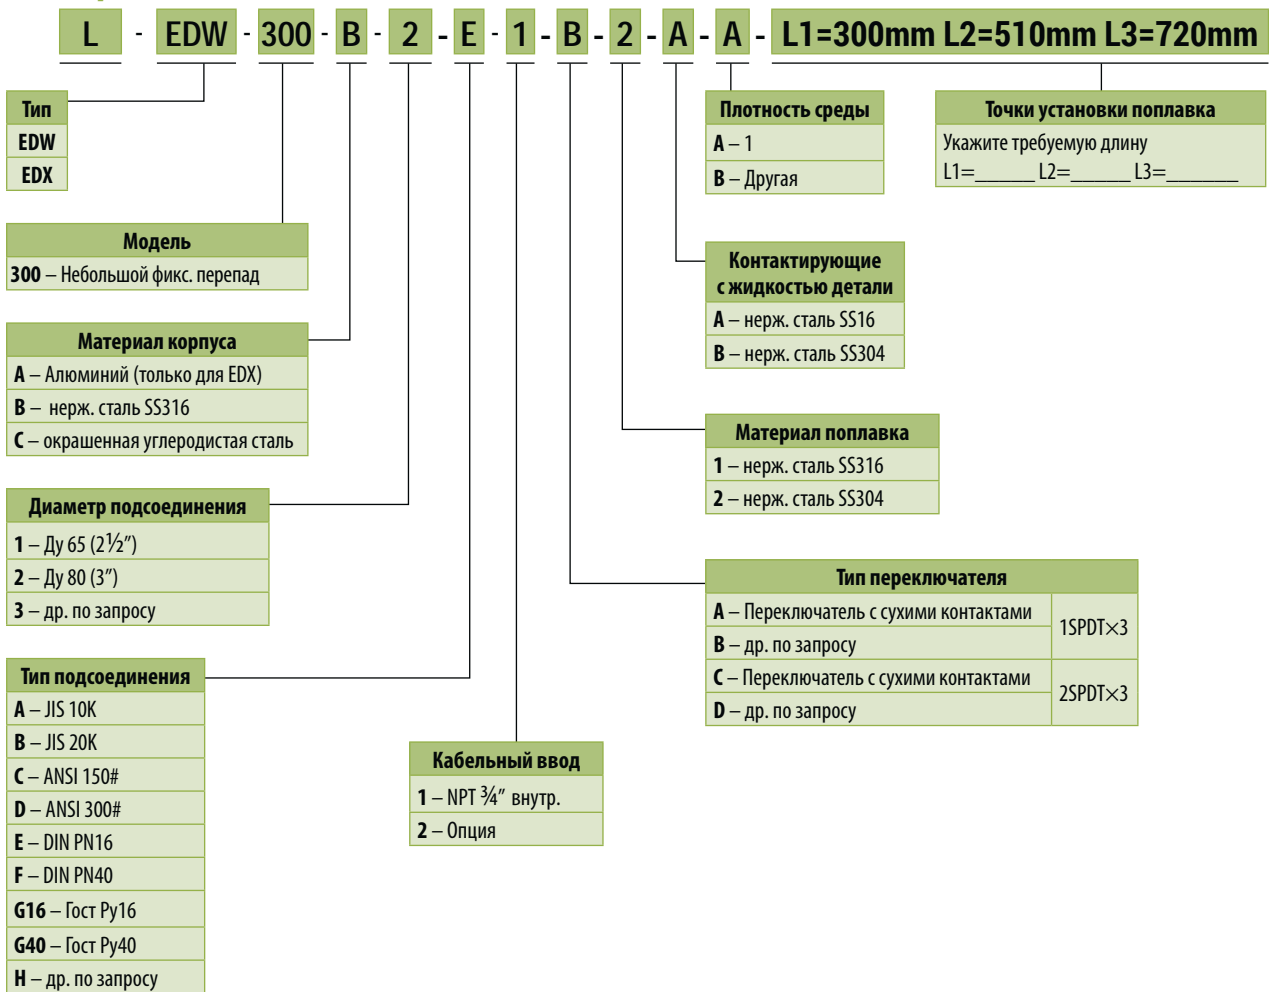 L - EDW - 300 - B - 2 - E - 1 - B - 2 - A - A - L1=300mm L2=510mm L3=720mm
Тип
EDW
EDX
Модель
300 – Небольшой фикс. перепад
Материал корпуса
A – Алюминий (только для EDX)
B – нерж. сталь SS316
C – окрашенная углеродистая сталь
Диаметр подсоединения
1 – Ду 65 (2½″)
2 – Ду 80 (3″)
3 – др. по запросу
Тип подсоединения
A – JIS 10K
B – JIS 20K
C – ANSI 150#
D – ANSI 300#
E – DIN PN16
F – DIN PN40
G16 – Гост Ру16
G40 – Гост Ру40
H – др. по запросу
Кабельный ввод
1 – NPT ¾″ внутр.
2 – Опция
Тип переключателя
A – Переключатель с сухими контактами
B – др. по запросу
1SPDT×3
C – Переключатель с сухими контактами
D – др. по запросу
2SPDT×3
Материал поплавка
1 – нерж. сталь SS316
2 – нерж. сталь SS304
Контактирующие
с жидкостью детали
A – нерж. сталь SS16
B – нерж. сталь SS304
Плотность среды
A – 1
B – Другая
Точки установки поплавка
Укажите требуемую длину
L1=_____ L2=_____ L3=______